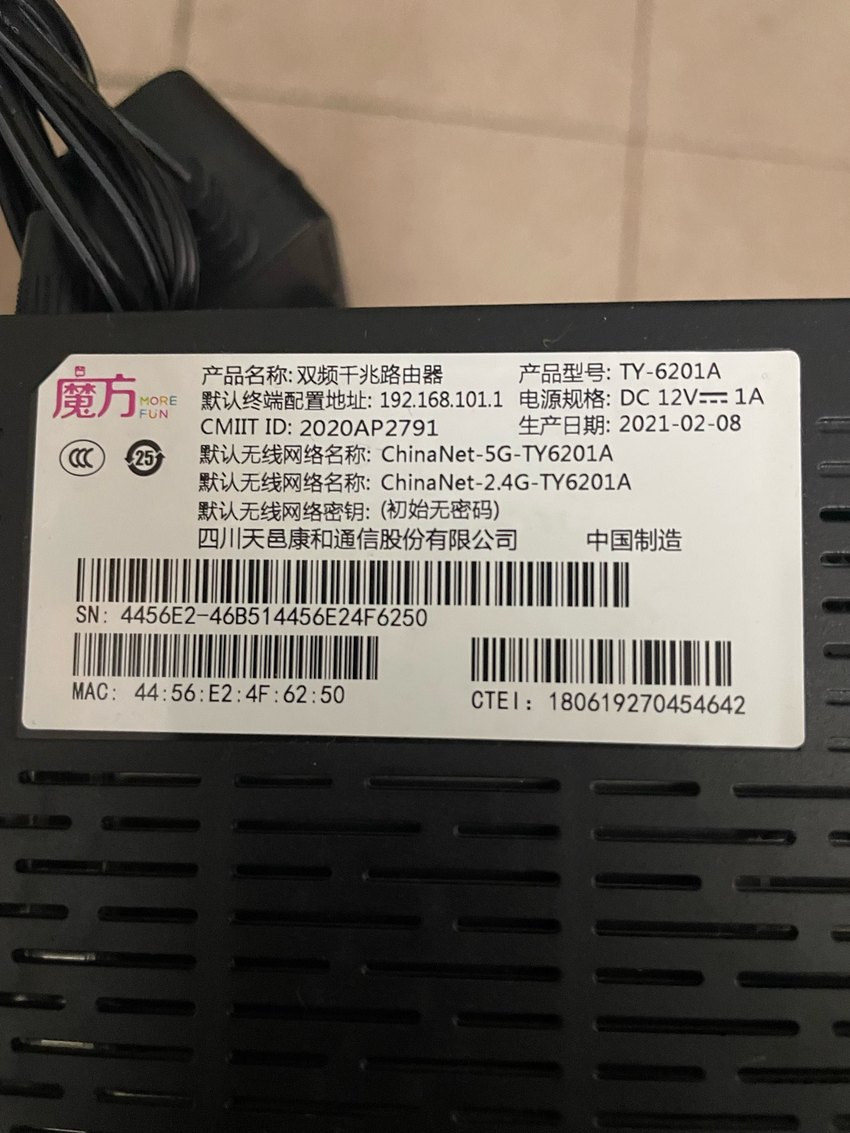 魔方 MORE FUN
产品名称: 双频千兆路由器 产品型号: TY-6201A
默认终端配置地址: 192.168.101.1 电源规格: DC 12V⎓1A
CMIIT ID: 2020AP2791 生产日期: 2021-02-08
CCC 25 默认无线网络名称: ChinaNet-5G-TY6201A
默认无线网络名称: ChinaNet-2.4G-TY6201A
默认无线网络密钥: (初始无密码)
四川天邑康和通信股份有限公司 中国制造
SN: 4456E2-46B514456E24F6250
MAC: 44:56:E2:4F:62:50 CTEI: 180619270454642